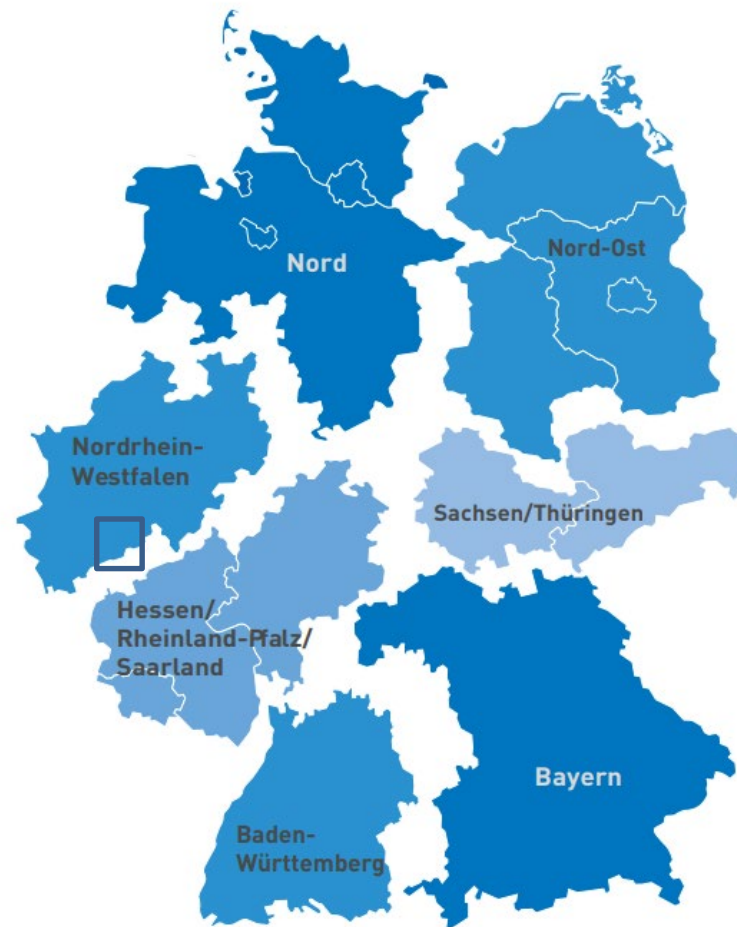 Nord
Nord-Ost
Nordrhein-
Westfalen
Sachsen/Thüringen
Hessen/
Rheinland-Pfalz/
Saarland
Bayern
Baden-
Württemberg